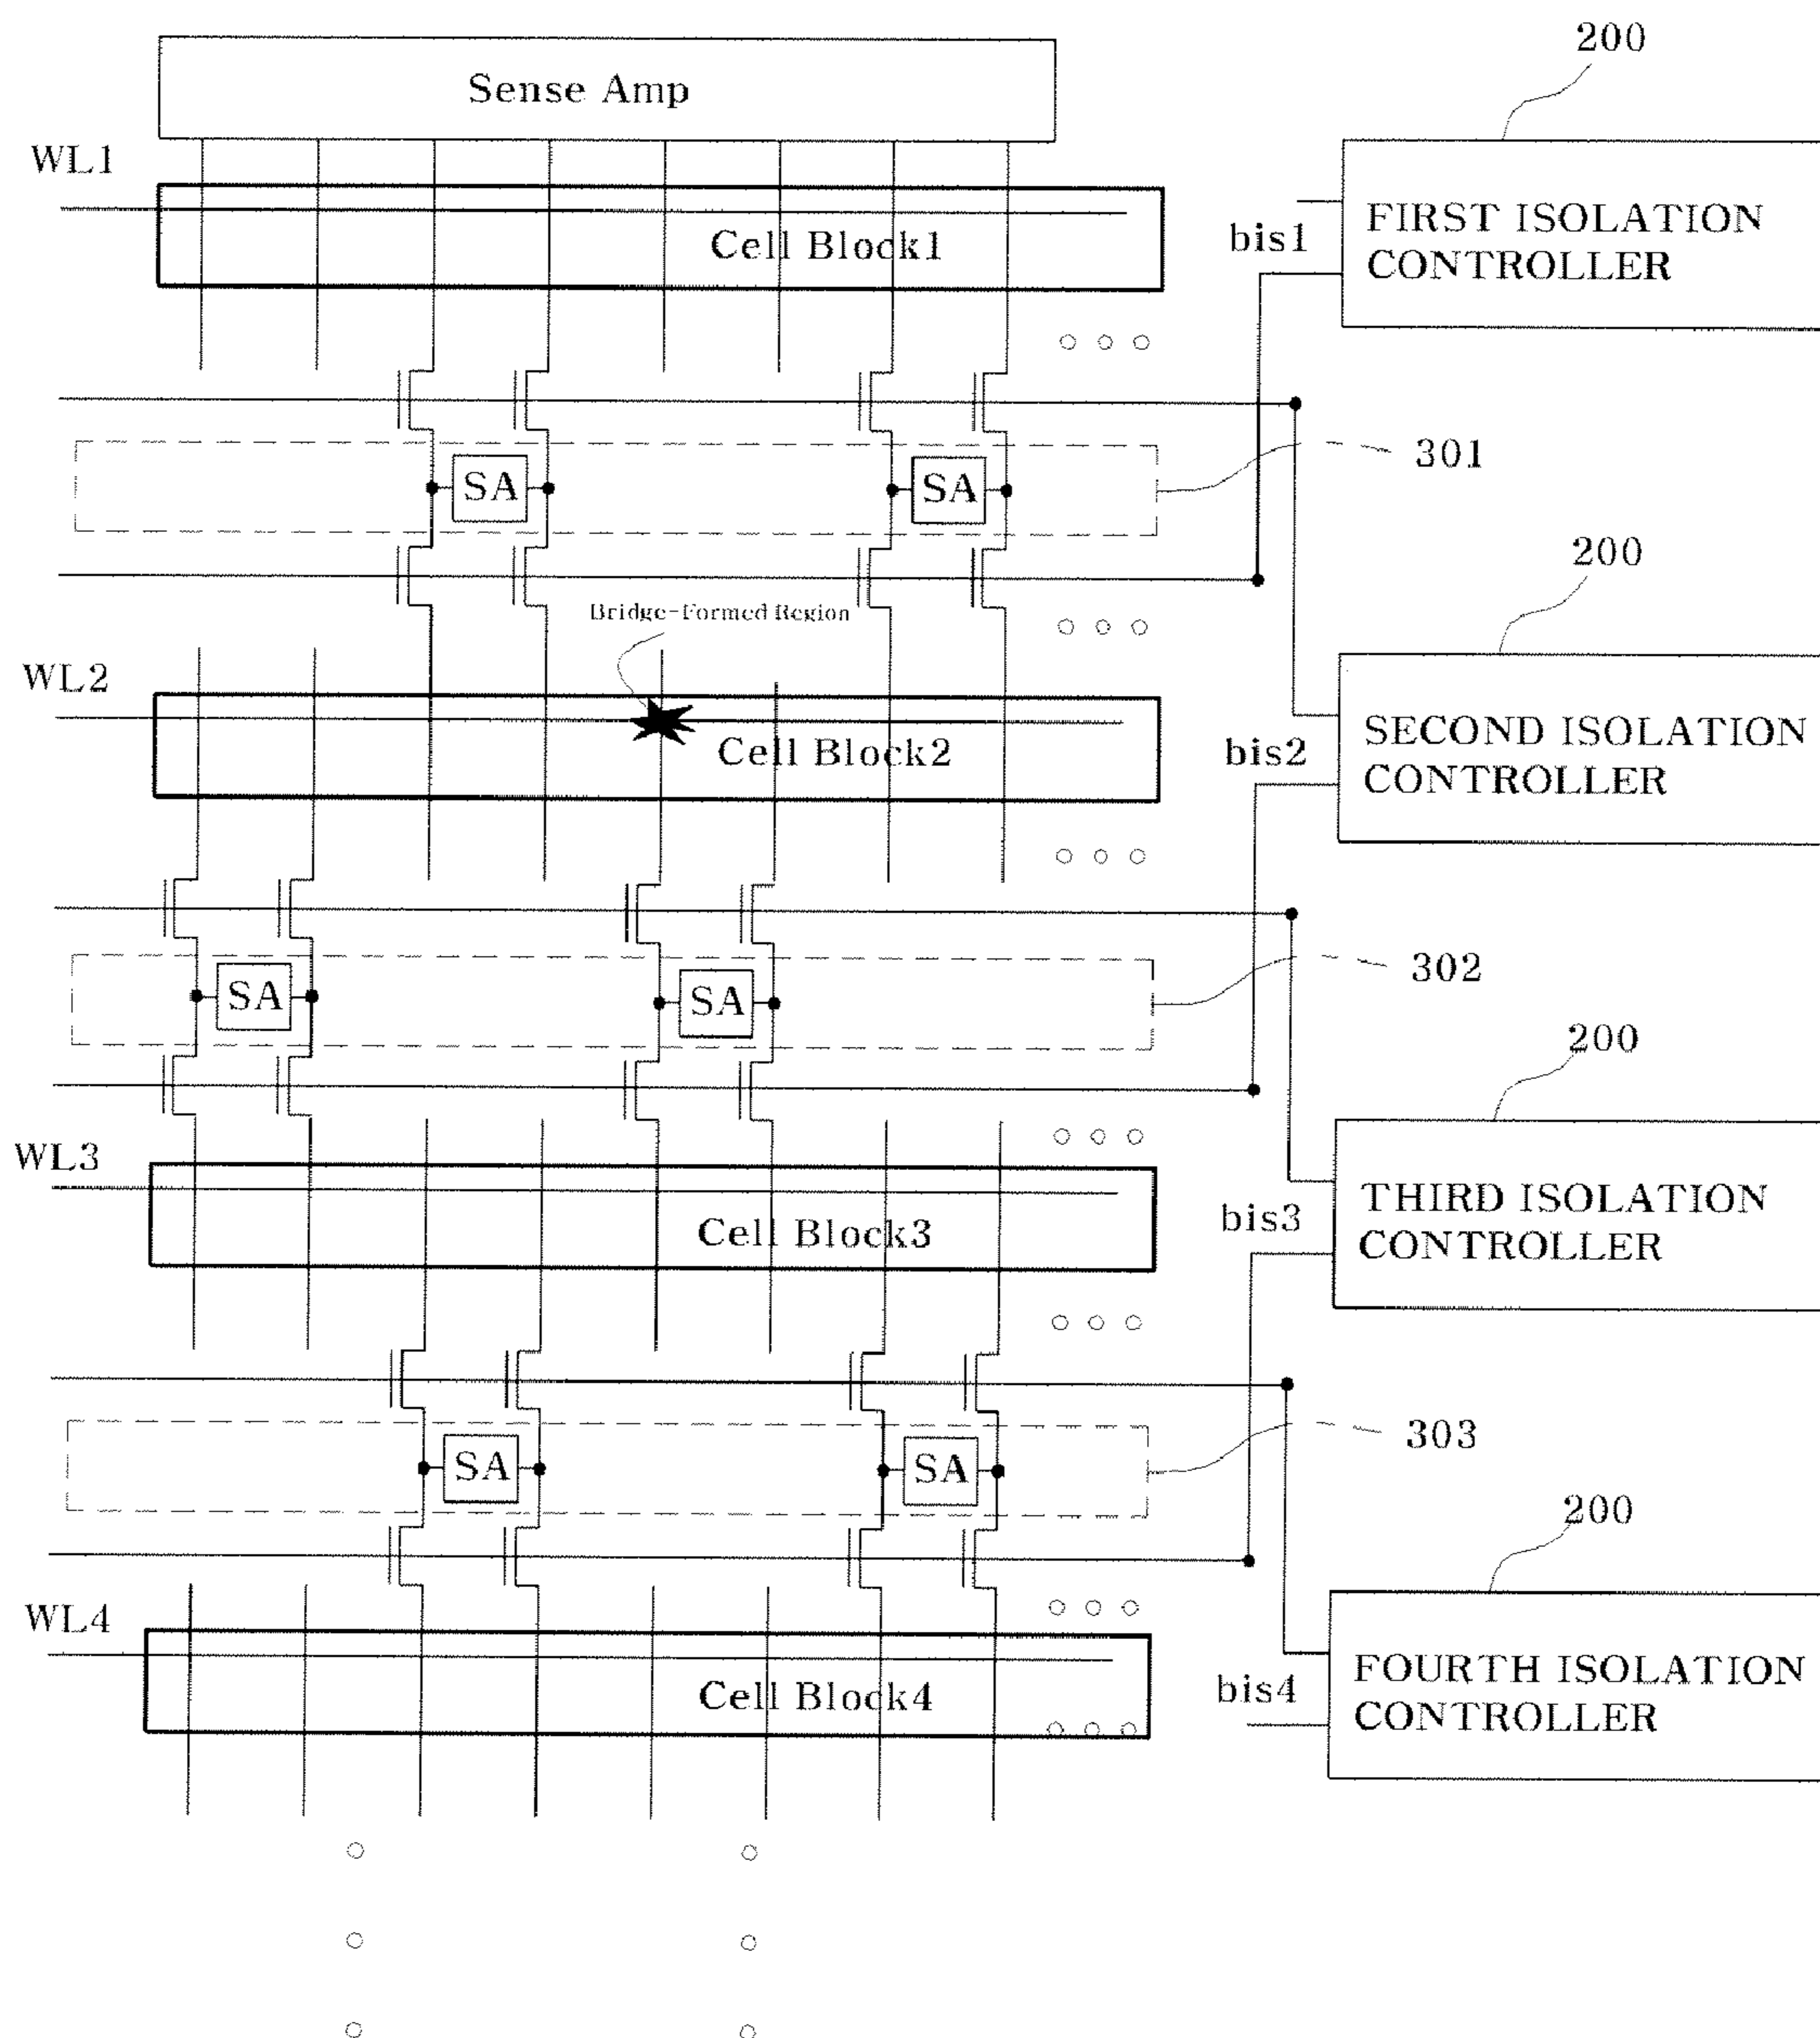 200
Sense Amp
WL1
FIRST ISOLATION
CONTROLLER
bis1
Cell Block1
301
SA
SA
200
Bridge-Formed Region
WL2
SECOND ISOLATION
CONTROLLER
bis2
Cell Block2
302
SA
SA
200
WL3
THIRD ISOLATION
CONTROLLER
bis3
Cell Block3
303
SA
SA
200
WL4
FOURTH ISOLATION
CONTROLLER
bis4
Cell Block4